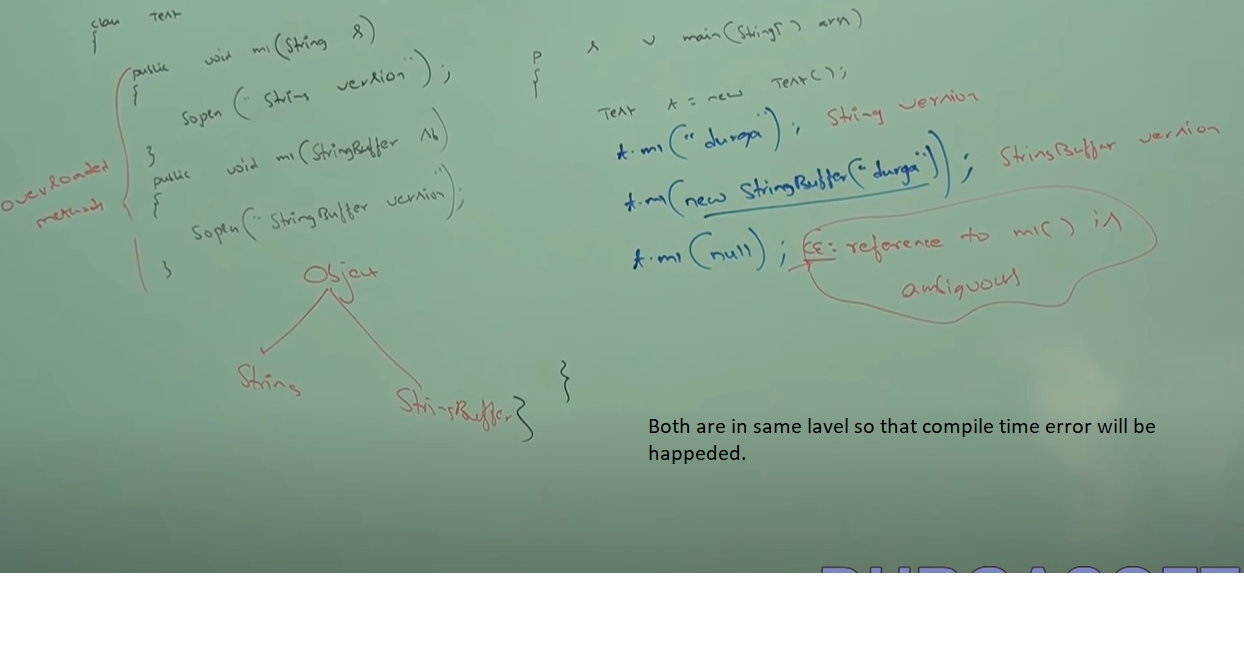 class Test
{
public void m1(String s)
{
Sopln("String version");
}
public void m1(StringBuffer sb)
{
Sopln("StringBuffer version");
}
overloaded
methods
Object
String
StringBuffer
}
p s v main(String[] args)
{
Test t = new Test();
t.m1("durga"); String version
t.m1(new StringBuffer("durga")); StringBuffer version
t.m1(null); CE: reference to m1() is
ambiguous
}
Both are in same lavel so that compile time error will be
happeded.